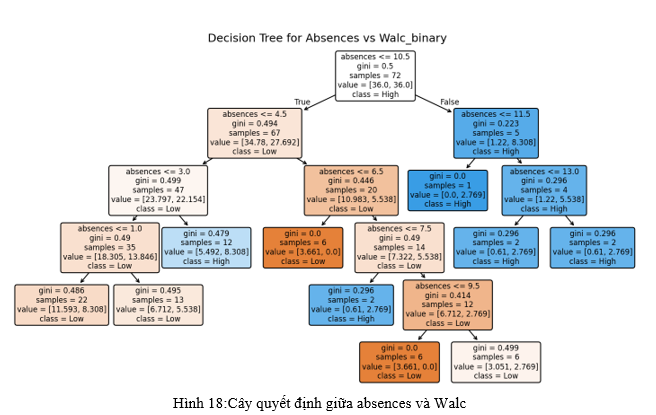 Decision Tree for Absences vs Walc_binary
absences <= 10.5
gini = 0.5
samples = 72
value = [36.0, 36.0]
class = High
True
False
absences <= 4.5
gini = 0.494
samples = 67
value = [34.78, 27.692]
class = Low
absences <= 11.5
gini = 0.223
samples = 5
value = [1.22, 8.308]
class = High
absences <= 3.0
gini = 0.499
samples = 47
value = [23.797, 22.154]
class = Low
absences <= 6.5
gini = 0.446
samples = 20
value = [10.983, 5.538]
class = Low
gini = 0.0
samples = 1
value = [0.0, 2.769]
class = High
absences <= 13.0
gini = 0.296
samples = 4
value = [1.22, 5.538]
class = High
absences <= 1.0
gini = 0.49
samples = 35
value = [18.305, 13.846]
class = Low
gini = 0.479
samples = 12
value = [5.492, 8.308]
class = High
gini = 0.0
samples = 6
value = [3.661, 0.0]
class = Low
absences <= 7.5
gini = 0.49
samples = 14
value = [7.322, 5.538]
class = Low
gini = 0.296
samples = 2
value = [0.61, 2.769]
class = High
gini = 0.296
samples = 2
value = [0.61, 2.769]
class = High
gini = 0.486
samples = 22
value = [11.593, 8.308]
class = Low
gini = 0.495
samples = 13
value = [6.712, 5.538]
class = Low
gini = 0.296
samples = 2
value = [0.61, 2.769]
class = High
absences <= 9.5
gini = 0.414
samples = 12
value = [6.712, 2.769]
class = Low
gini = 0.0
samples = 6
value = [3.661, 0.0]
class = Low
gini = 0.499
samples = 6
value = [3.051, 2.769]
class = Low
Hình 18:Cây quyết định giữa absences và Walc